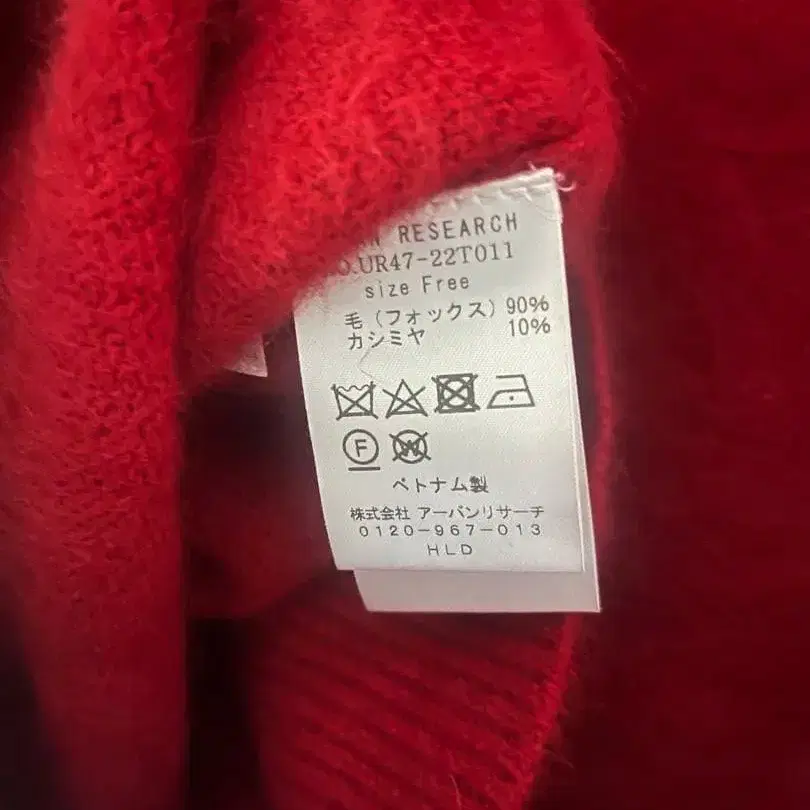 RESEARCH
.UR47-22T011
size Free
毛 (フォックス) 90%
カシミヤ 10%
F
W
ベトナム製
株式会社 アーバンリサーチ
0120-967-013
HLD